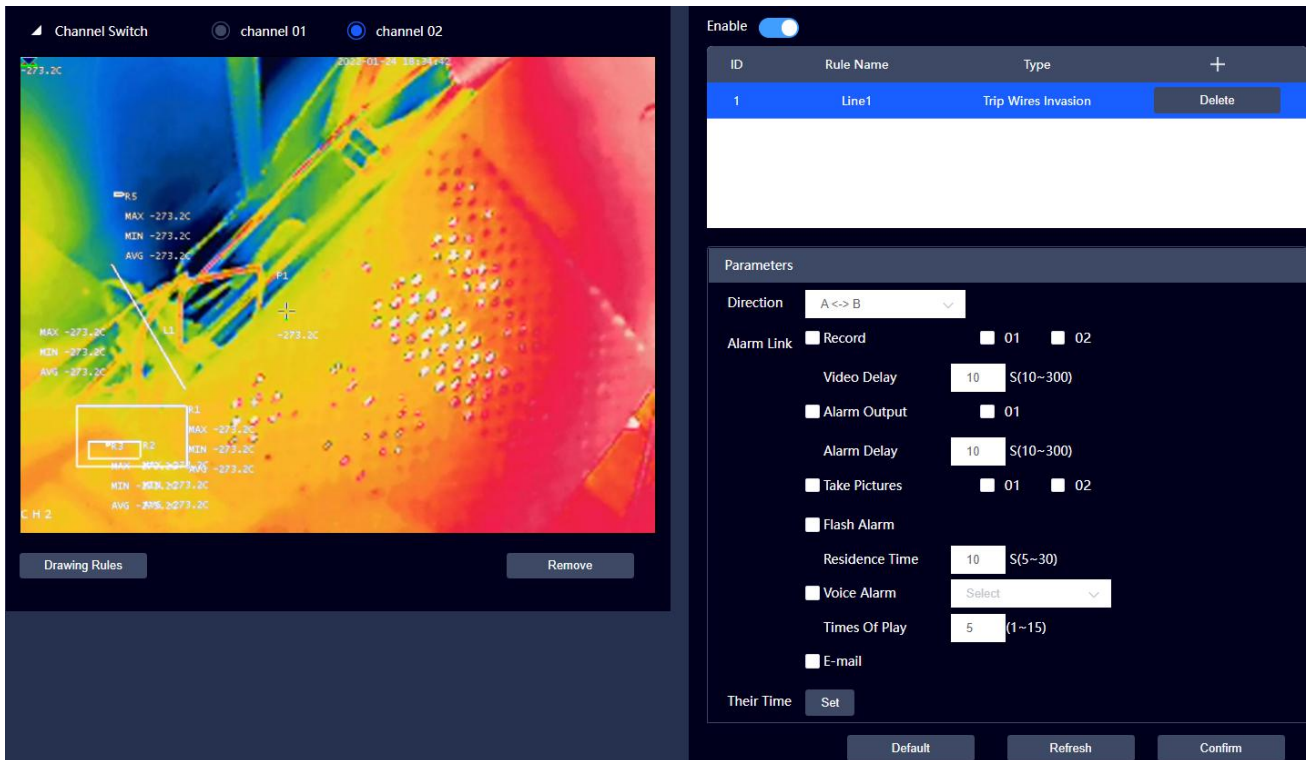 Channel Switch channel 01 channel 02
-273.2C
2022-01-24 18:34:42
R5
MAX -273.2C
MIN -273.2C
AVG -273.2C
P1
-273.2C
L1
MAX -273.2C
MIN -273.2C
AVG -273.2C
R1
MAX -273.2C
MIN -273.2C
AVG -273.2C
R3 R2
MAX
MIN
AVG
CH2
Drawing Rules Remove
Enable
ID Rule Name Type +
1 Line1 Trip Wires Invasion Delete
Parameters
Direction A <-> B
Alarm Link Record 01 02
Video Delay 10 S(10~300)
Alarm Output 01
Alarm Delay 10 S(10~300)
Take Pictures 01 02
Flash Alarm
Residence Time 10 S(5~30)
Voice Alarm Select
Times Of Play 5 (1~15)
E-mail
Their Time Set
Default Refresh Confirm